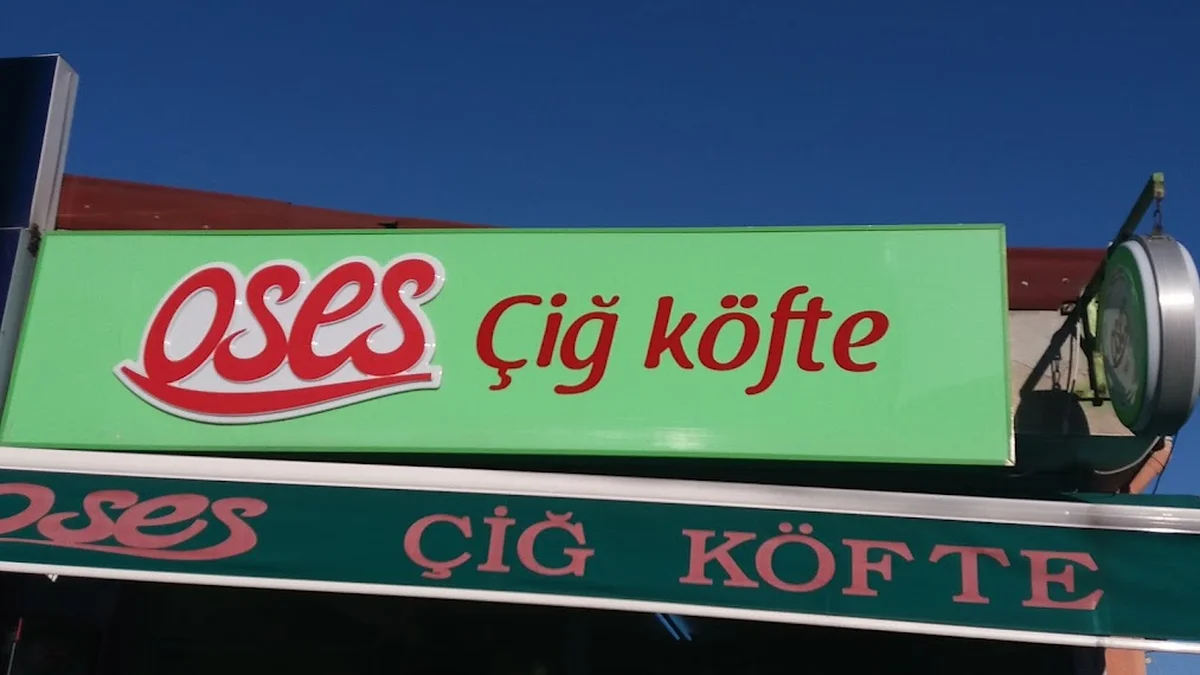 oses Çiğ köfte
oses ÇİĞ KÖFTE